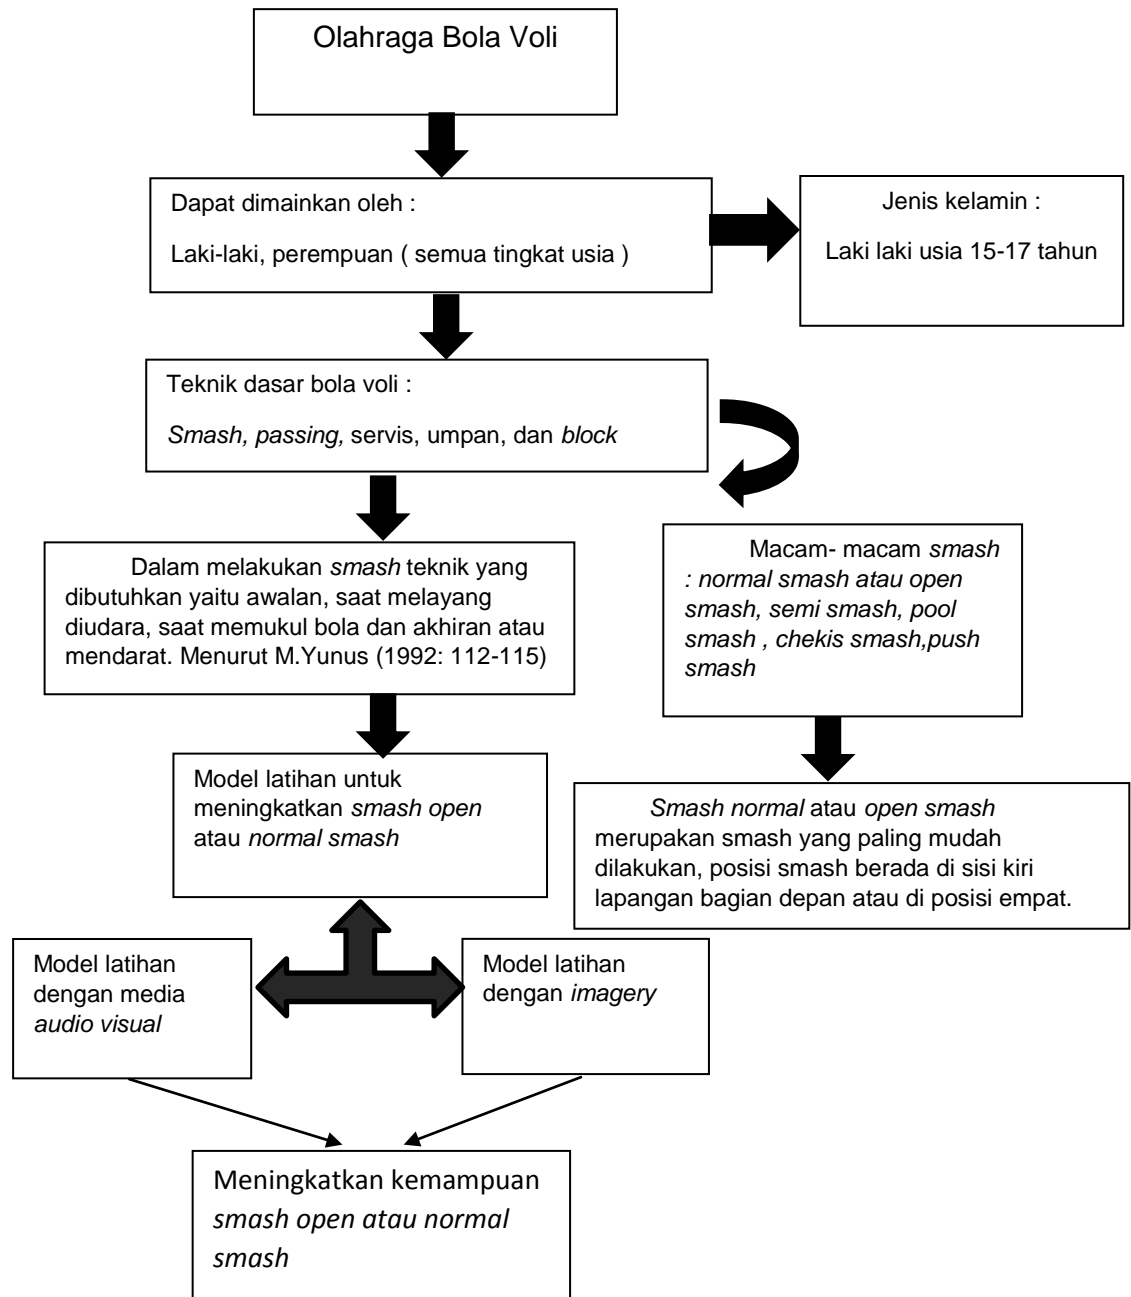 Olahraga Bola Voli
Dapat dimainkan oleh :
Laki-laki, perempuan ( semua tingkat usia )
Jenis kelamin :
Laki laki usia 15-17 tahun
Teknik dasar bola voli :
Smash, passing, servis, umpan, dan block
Dalam melakukan smash teknik yang
dibutuhkan yaitu awalan, saat melayang
diudara, saat memukul bola dan akhiran atau
mendarat. Menurut M.Yunus (1992: 112-115)
Macam- macam smash
: normal smash atau open
smash, semi smash, pool
smash , chekis smash,push
smash
Model latihan untuk
meningkatkan smash open
atau normal smash
Smash normal atau open smash
merupakan smash yang paling mudah
dilakukan, posisi smash berada di sisi kiri
lapangan bagian depan atau di posisi empat.
Model latihan
dengan media
audio visual
Model latihan
dengan imagery
Meningkatkan kemampuan
smash open atau normal
smash